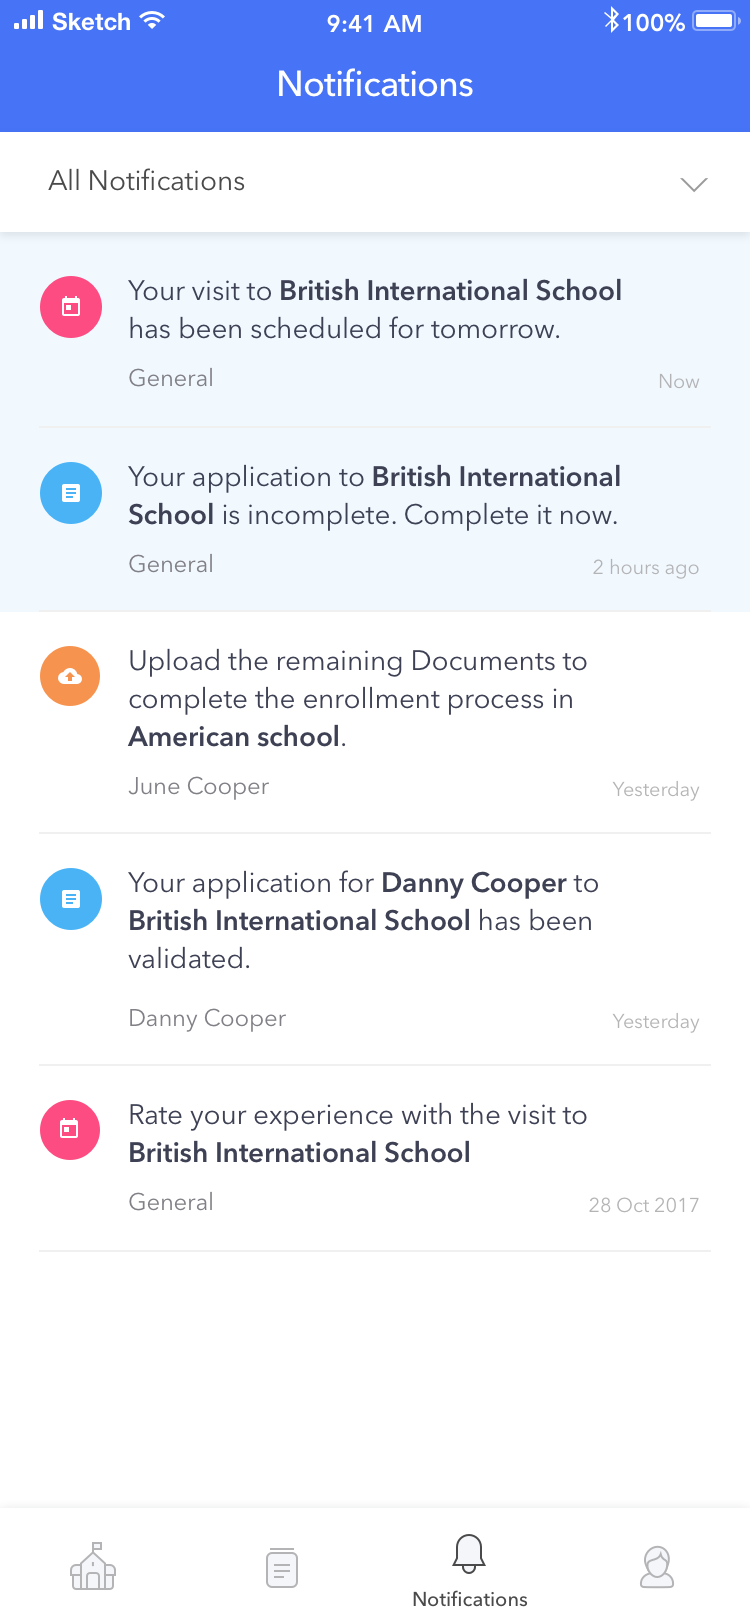 Sketch 9:41 AM 100%
Notifications
All Notifications
Your visit to British International School
has been scheduled for tomorrow.
General Now
Your application to British International
School is incomplete. Complete it now.
General 2 hours ago
Upload the remaining Documents to
complete the enrollment process in
American school.
June Cooper Yesterday
Your application for Danny Cooper to
British International School has been
validated.
Danny Cooper Yesterday
Rate your experience with the visit to
British International School
General 28 Oct 2017
Notifications